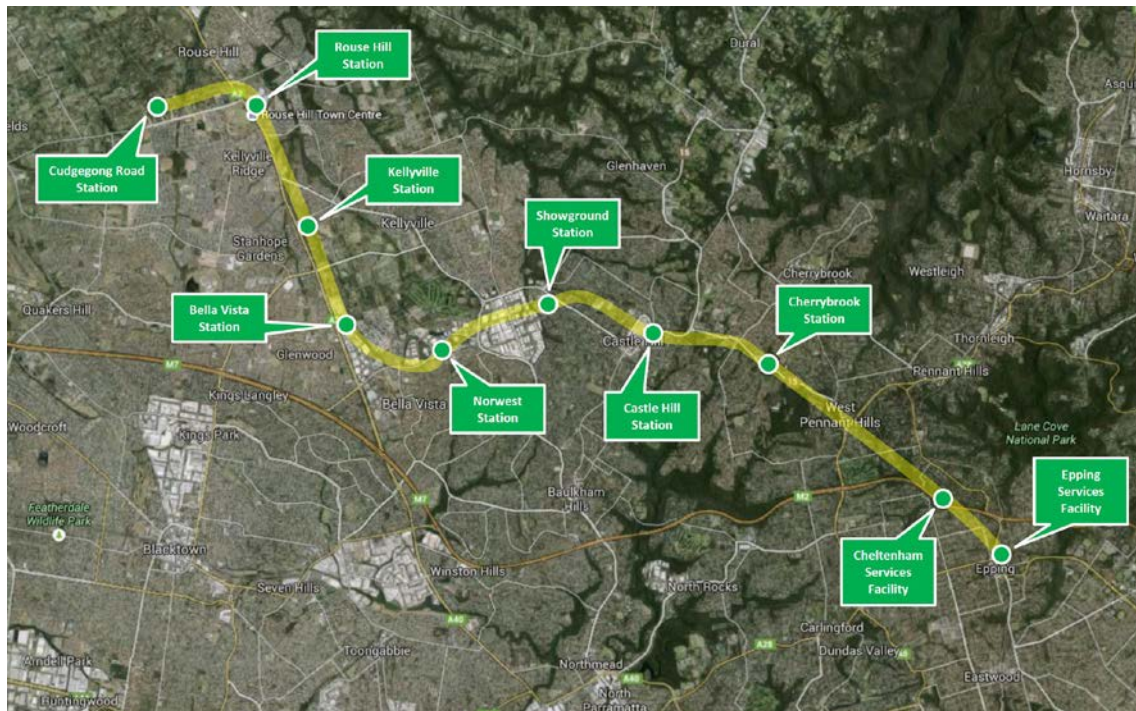 Rouse Hill
Rouse Hill
Station
Dural
Rouse Hill Town Centre
Cudgegong Road
Station
Kellyville
Ridge
Kellyville
Station
Glenhaven
Hornsby
Waitara
Showground
Station
Kellyville
Stanhope
Gardens
Cherrybrook
Westleigh
Quakers Hill
Bella Vista
Station
Cherrybrook
Station
Thornleigh
Glenwood
Castle Hill
M7
Pennant Hills
Kings Langley
Bella Vista
Norwest
Station
Castle Hill
Station
West
Pennant Hills
Woodcroft
Kings Park
Lane Cove
National Park
Baulkham
Hills
M7
M2
Epping
Services
Facility
Featherdale
Wildlife Park
Blacktown
Winston Hills
Cheltenham
Services
Facility
Epping
Seven Hills
North Rocks
A40
Carlingford
Toongabbie
A28
Dundas Valley
Arndell Park
Northmead
A40
Eastwood
Huntingwood
North
Parramatta